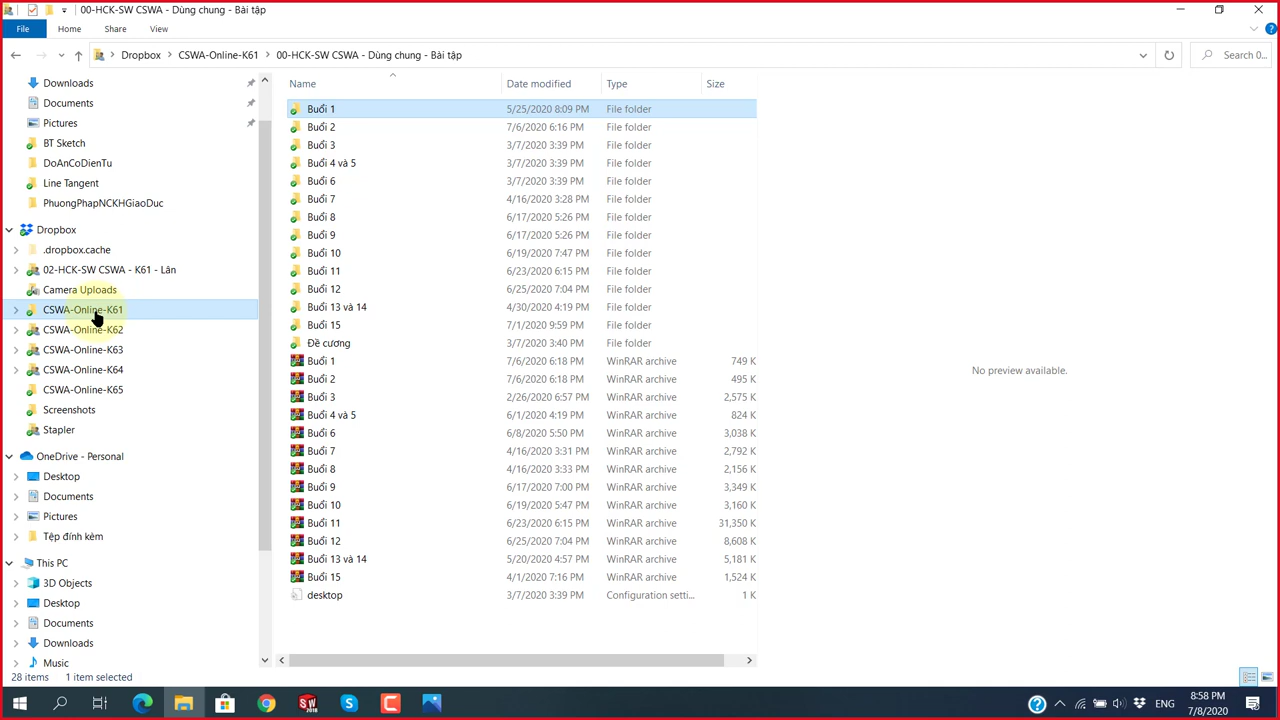 00-HCK-SW CSWA - Dùng chung - Bài tập
File Home Share View
Dropbox CSWA-Online-K61 00-HCK-SW CSWA - Dùng chung - Bài tập Search 0...
Downloads
Documents
Pictures
BT Sketch
DoAnCoDienTu
Line Tangent
PhuongPhapNCKHGiaoDuc
Dropbox
.dropbox.cache
02-HCK-SW CSWA - K61 - Lân
Camera Uploads
CSWA-Online-K61
CSWA-Online-K62
CSWA-Online-K63
CSWA-Online-K64
CSWA-Online-K65
Screenshots
Stapler
OneDrive - Personal
Desktop
Documents
Pictures
Tệp đính kèm
This PC
3D Objects
Desktop
Documents
Downloads
Music
Name Date modified Type Size
Buổi 1 5/25/2020 8:09 PM File folder
Buổi 2 7/6/2020 6:16 PM File folder
Buổi 3 3/7/2020 3:39 PM File folder
Buổi 4 và 5 3/7/2020 3:39 PM File folder
Buổi 6 3/7/2020 3:39 PM File folder
Buổi 7 4/16/2020 3:28 PM File folder
Buổi 8 6/17/2020 5:26 PM File folder
Buổi 9 6/17/2020 5:26 PM File folder
Buổi 10 6/19/2020 7:47 PM File folder
Buổi 11 6/23/2020 6:15 PM File folder
Buổi 12 6/25/2020 7:04 PM File folder
Buổi 13 và 14 4/30/2020 4:19 PM File folder
Buổi 15 7/1/2020 9:59 PM File folder
Đề cương 3/7/2020 3:40 PM File folder
Buổi 1 7/6/2020 6:18 PM WinRAR archive 749 K
Buổi 2 7/6/2020 6:18 PM WinRAR archive 495 K
Buổi 3 2/26/2020 6:57 PM WinRAR archive 2,575 K
Buổi 4 và 5 6/1/2020 4:19 PM WinRAR archive 824 K
Buổi 6 6/8/2020 5:50 PM WinRAR archive 3,038 K
Buổi 7 4/16/2020 3:31 PM WinRAR archive 2,792 K
Buổi 8 4/16/2020 3:33 PM WinRAR archive 2,156 K
Buổi 9 6/17/2020 7:00 PM WinRAR archive 3,349 K
Buổi 10 6/19/2020 5:47 PM WinRAR archive 3,160 K
Buổi 11 6/23/2020 6:15 PM WinRAR archive 31,350 K
Buổi 12 6/25/2020 7:04 PM WinRAR archive 8,608 K
Buổi 13 và 14 5/20/2020 4:57 PM WinRAR archive 5,181 K
Buổi 15 4/1/2020 7:16 PM WinRAR archive 1,524 K
desktop 3/7/2020 3:39 PM Configuration setti... 1 K
No preview available.
28 items 1 item selected
SW
2018
ENG
8:58 PM
7/8/2020